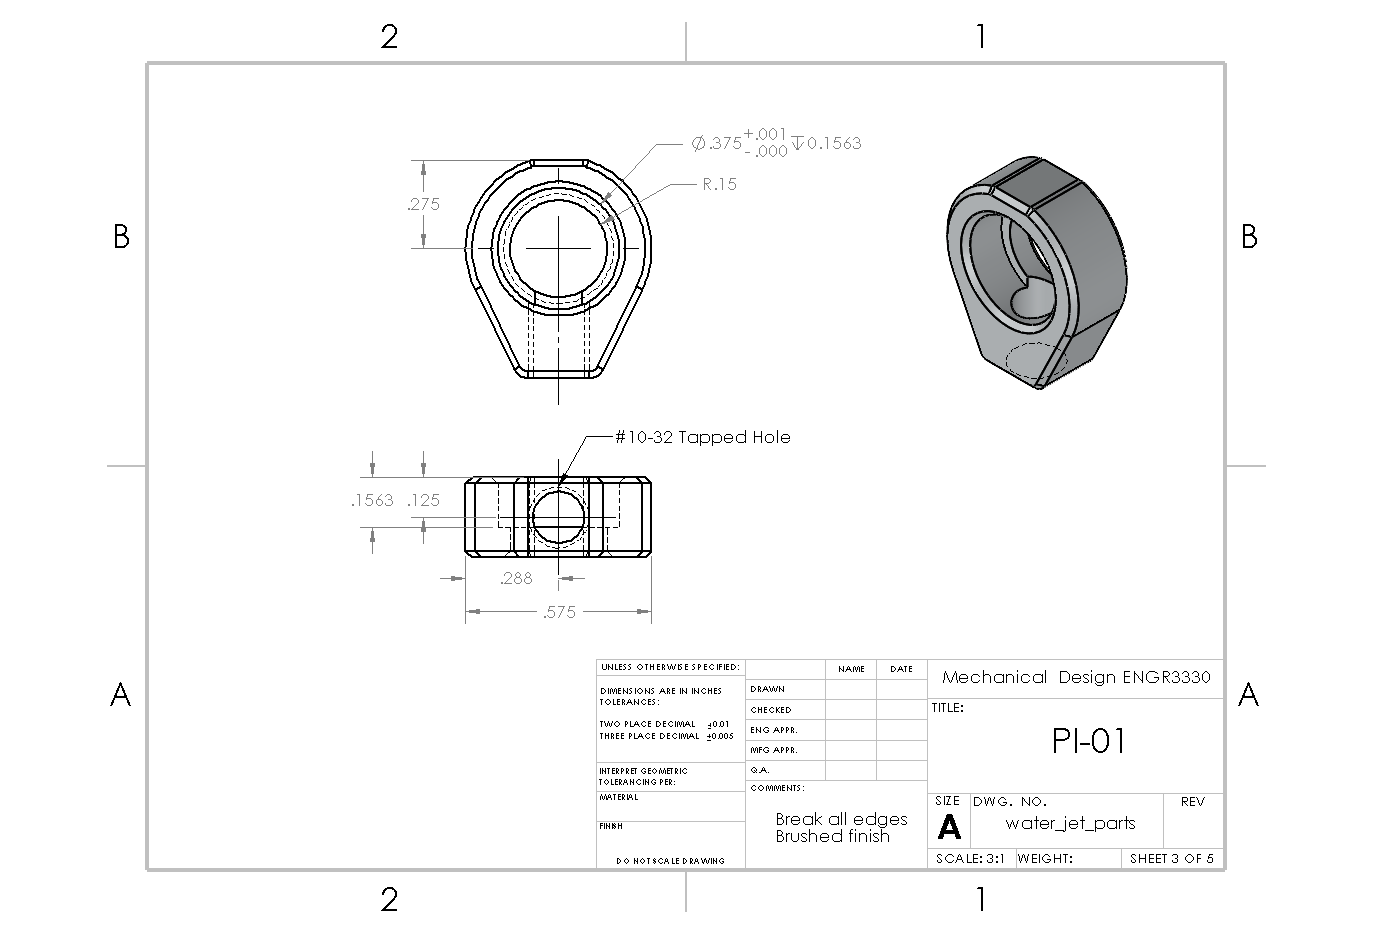 2 1
B B
⌀.375 +.001 -.000 ↧0.1563
R.15
.275
#10-32 Tapped Hole
.1563 .125
.288
.575
A A
UNLESS OTHERWISE SPECIFIED:
DIMENSIONS ARE IN INCHES
TOLERANCES:
TWO PLACE DECIMAL ±0.01
THREE PLACE DECIMAL ±0.005
INTERPRET GEOMETRIC
TOLERANCING PER:
MATERIAL
FINISH
DO NOT SCALE DRAWING
NAME DATE
DRAWN
CHECKED
ENG APPR.
MFG APPR.
Q.A.
COMMENTS:
Break all edges
Brushed finish
Mechanical Design ENGR3330
TITLE:
PI-01
SIZE DWG. NO. REV
A water_jet_parts
SCALE: 3:1 WEIGHT: SHEET 3 OF 5
2 1